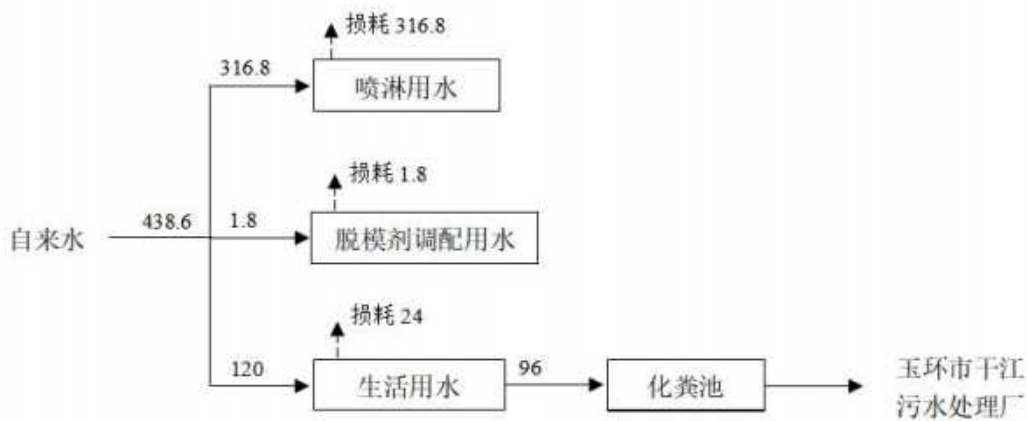 损耗 316.8
316.8
喷淋用水
损耗 1.8
自来水
438.6
1.8
脱模剂调配用水
损耗 24
120
生活用水
96
化粪池
玉环市干江
污水处理厂